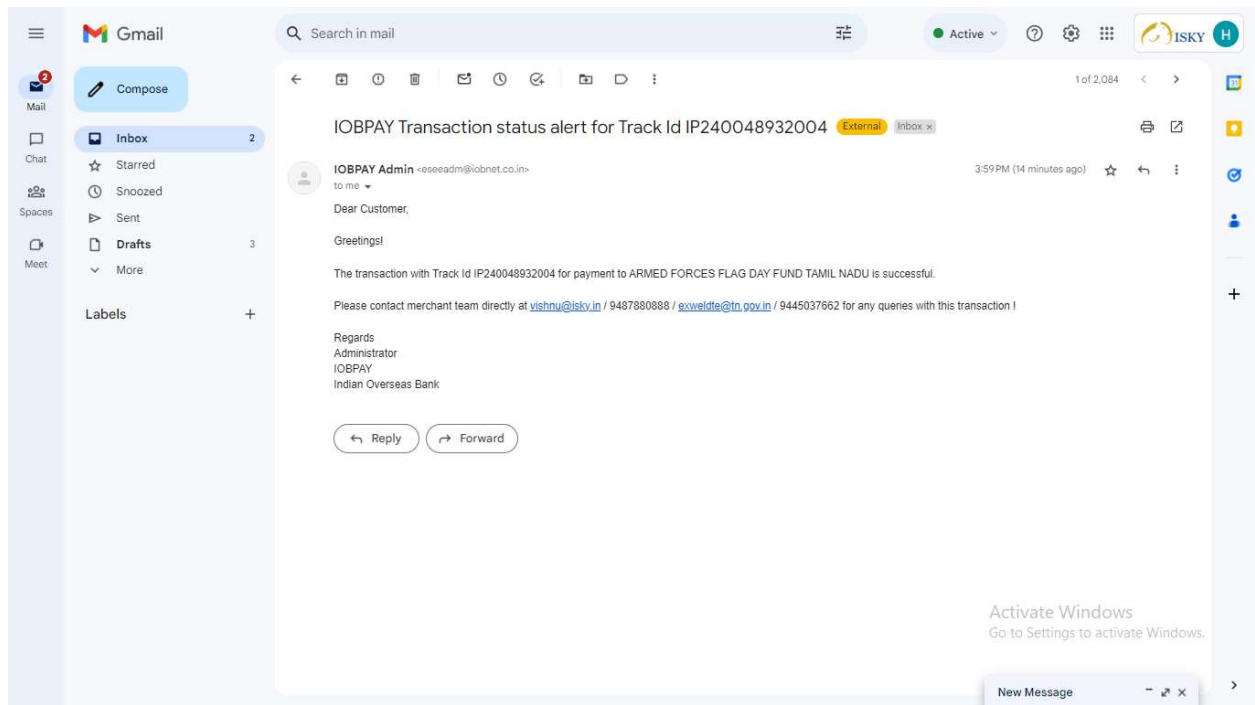 Gmail
Search in mail
Active
ISKY
H
2
Mail
Chat
Spaces
Meet
Compose
Inbox 2
Starred
Snoozed
Sent
Drafts 3
More
Labels
1 of 2,084
IOBPAY Transaction status alert for Track Id IP240048932004 External Inbox ×
IOBPAY Admin <eseeadm@iobnet.co.in>
3:59 PM (14 minutes ago)
to me
Dear Customer,
Greetings!
The transaction with Track Id IP240048932004 for payment to ARMED FORCES FLAG DAY FUND TAMIL NADU is successful.
Please contact merchant team directly at vishnu@isky.in / 9487880888 / exweldte@tn.gov.in / 9445037662 for any queries with this transaction !
Regards
Administrator
IOBPAY
Indian Overseas Bank
Reply
Forward
31
Activate Windows
Go to Settings to activate Windows.
New Message